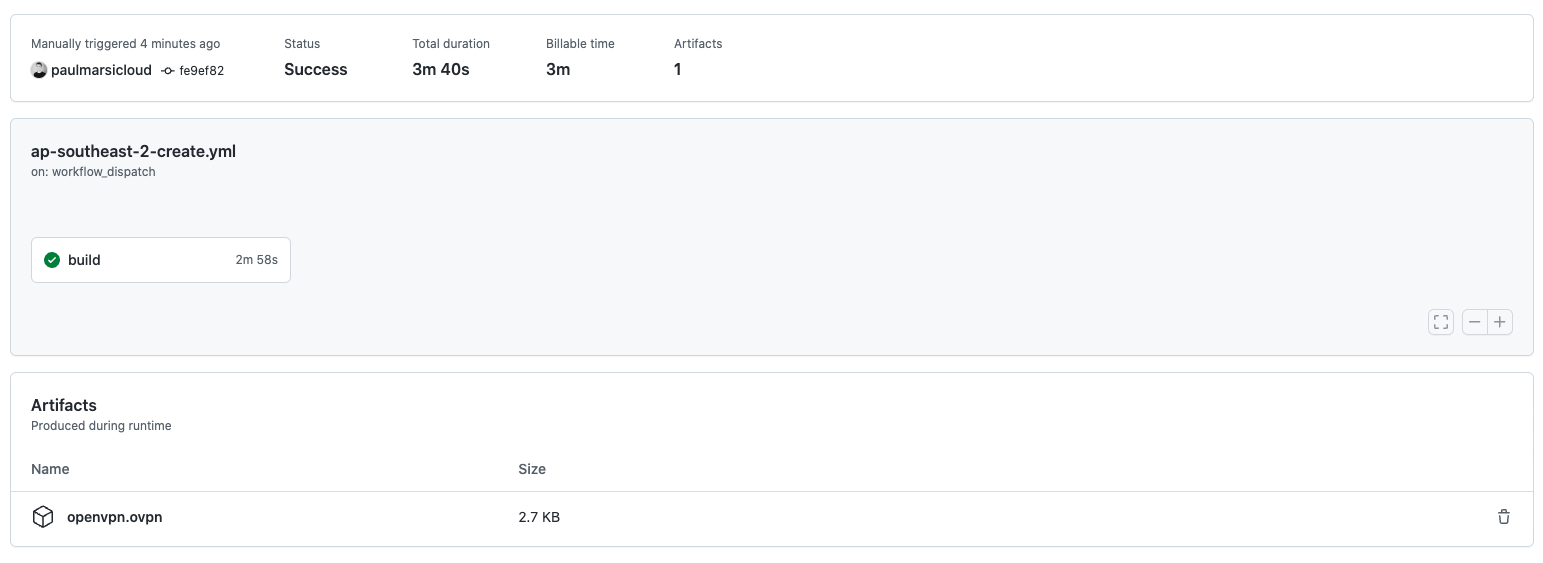 Manually triggered 4 minutes ago
paulmarsicloud fe9ef82
Status
Success
Total duration
3m 40s
Billable time
3m
Artifacts
1
ap-southeast-2-create.yml
on: workflow_dispatch
build 2m 58s
Artifacts
Produced during runtime
Name Size
openvpn.ovpn 2.7 KB